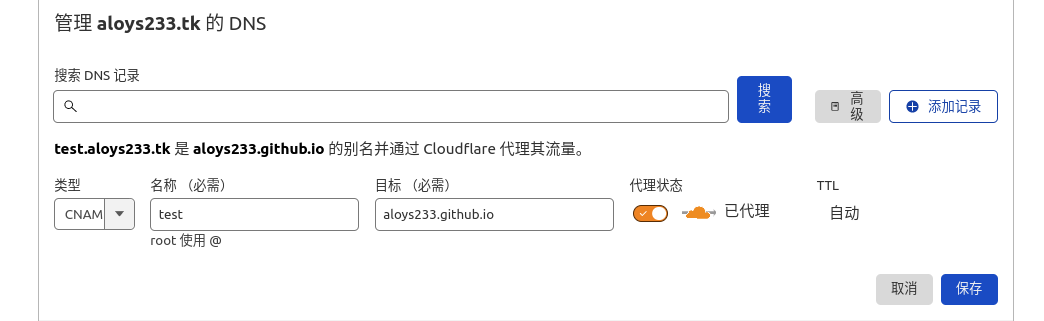 管理 aloys233.tk 的 DNS
搜索 DNS 记录
搜索
高级
添加记录
test.aloys233.tk 是 aloys233.github.io 的别名并通过 Cloudflare 代理其流量。
类型 名称 （必需） 目标 （必需） 代理状态 TTL
CNAM test aloys233.github.io 已代理 自动
root 使用 @
取消 保存